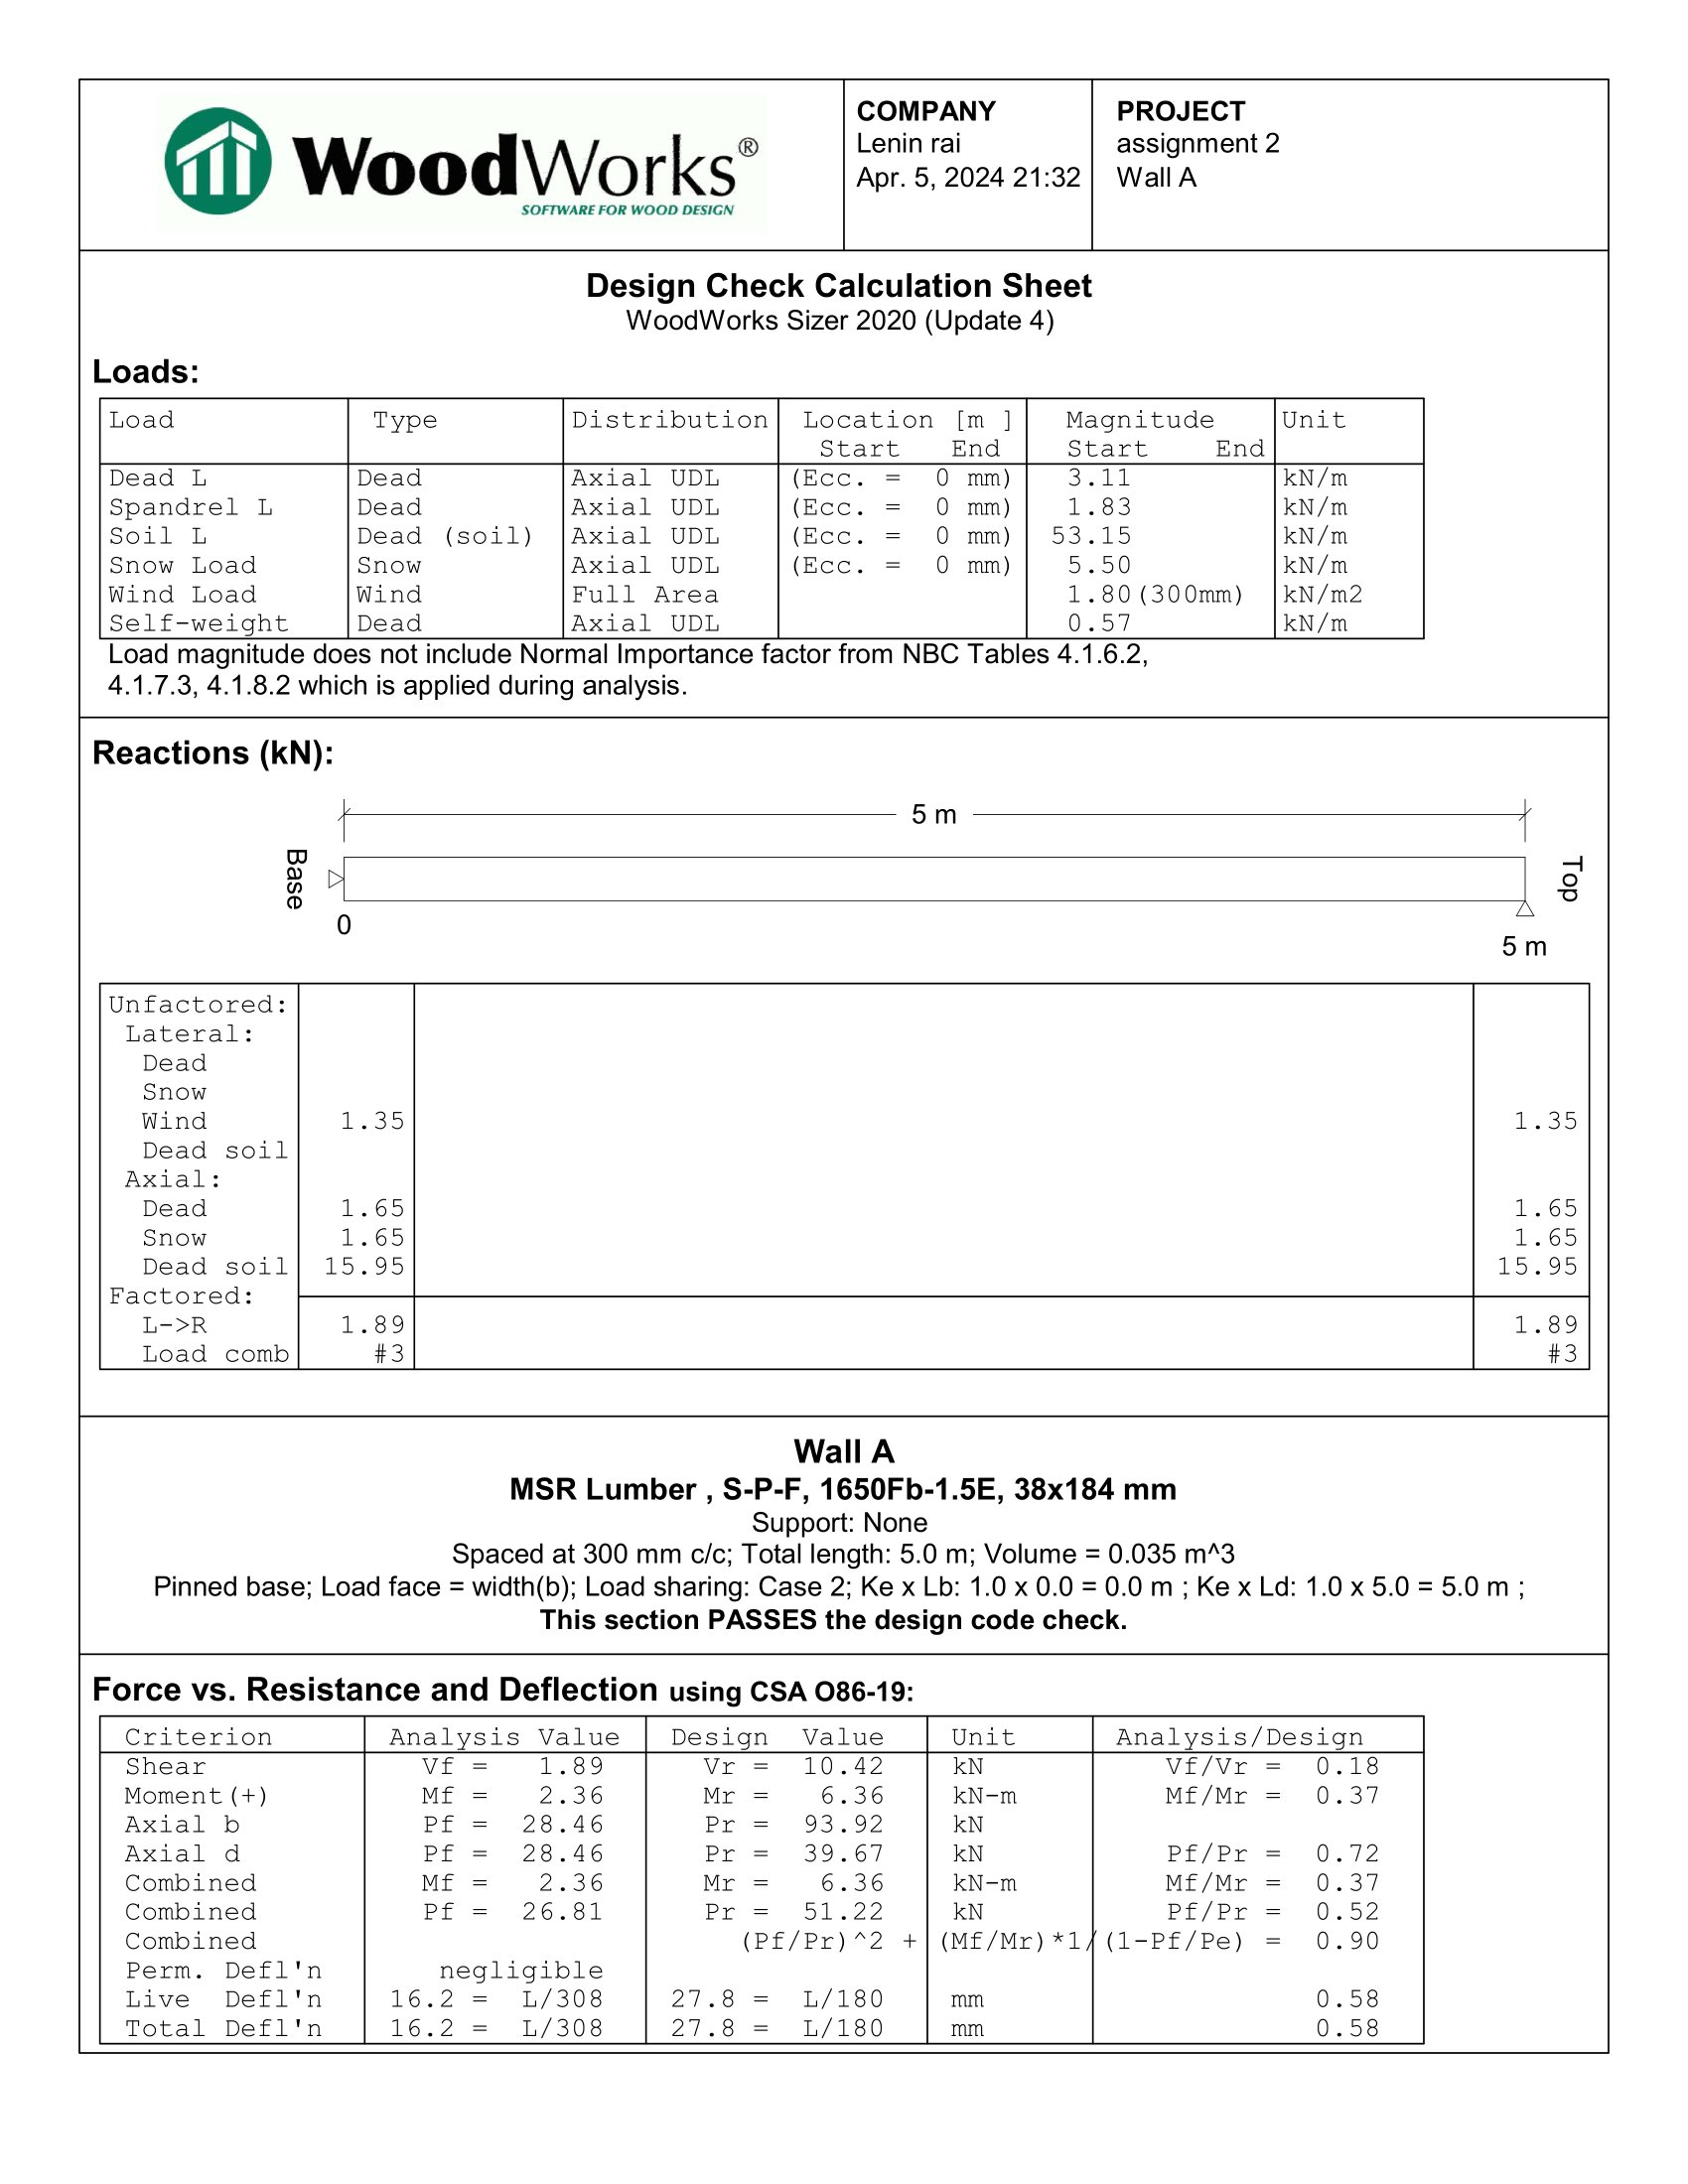 WoodWorks®
SOFTWARE FOR WOOD DESIGN
COMPANY
Lenin rai
Apr. 5, 2024 21:32
PROJECT
assignment 2
Wall A
Design Check Calculation Sheet
WoodWorks Sizer 2020 (Update 4)
Loads:
Load Type Distribution Location [m ] Magnitude Unit
Start End Start End
Dead L Dead Axial UDL (Ecc. = 0 mm) 3.11 kN/m
Spandrel L Dead Axial UDL (Ecc. = 0 mm) 1.83 kN/m
Soil L Dead (soil) Axial UDL (Ecc. = 0 mm) 53.15 kN/m
Snow Load Snow Axial UDL (Ecc. = 0 mm) 5.50 kN/m
Wind Load Wind Full Area 1.80(300mm) kN/m2
Self-weight Dead Axial UDL 0.57 kN/m
Load magnitude does not include Normal Importance factor from NBC Tables 4.1.6.2,
4.1.7.3, 4.1.8.2 which is applied during analysis.
Reactions (kN):
5 m
Base
Top
0
5 m
Unfactored:
Lateral:
Dead
Snow
Wind 1.35 1.35
Dead soil
Axial:
Dead 1.65 1.65
Snow 1.65 1.65
Dead soil 15.95 15.95
Factored:
L->R 1.89 1.89
Load comb #3 #3
Wall A
MSR Lumber , S-P-F, 1650Fb-1.5E, 38x184 mm
Support: None
Spaced at 300 mm c/c; Total length: 5.0 m; Volume = 0.035 m^3
Pinned base; Load face = width(b); Load sharing: Case 2; Ke x Lb: 1.0 x 0.0 = 0.0 m ; Ke x Ld: 1.0 x 5.0 = 5.0 m ;
This section PASSES the design code check.
Force vs. Resistance and Deflection using CSA O86-19:
Criterion Analysis Value Design Value Unit Analysis/Design
Shear Vf = 1.89 Vr = 10.42 kN Vf/Vr = 0.18
Moment(+) Mf = 2.36 Mr = 6.36 kN-m Mf/Mr = 0.37
Axial b Pf = 28.46 Pr = 93.92 kN
Axial d Pf = 28.46 Pr = 39.67 kN Pf/Pr = 0.72
Combined Mf = 2.36 Mr = 6.36 kN-m Mf/Mr = 0.37
Combined Pf = 26.81 Pr = 51.22 kN Pf/Pr = 0.52
Combined (Pf/Pr)^2 + (Mf/Mr)*1/(1-Pf/Pe) = 0.90
Perm. Defl'n negligible
Live Defl'n 16.2 = L/308 27.8 = L/180 mm 0.58
Total Defl'n 16.2 = L/308 27.8 = L/180 mm 0.58